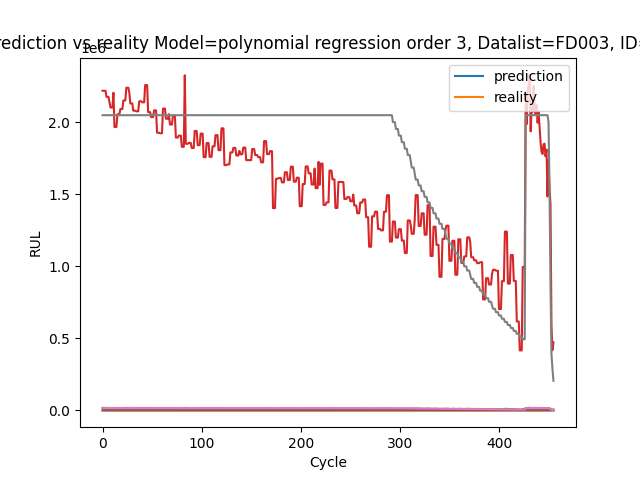 rediction vs reality Model=polynomial regression order 3, Datalist=FD003, ID=
1e6
prediction
reality
2.0
1.5
1.0
0.5
0.0
RUL
0 100 200 300 400
Cycle